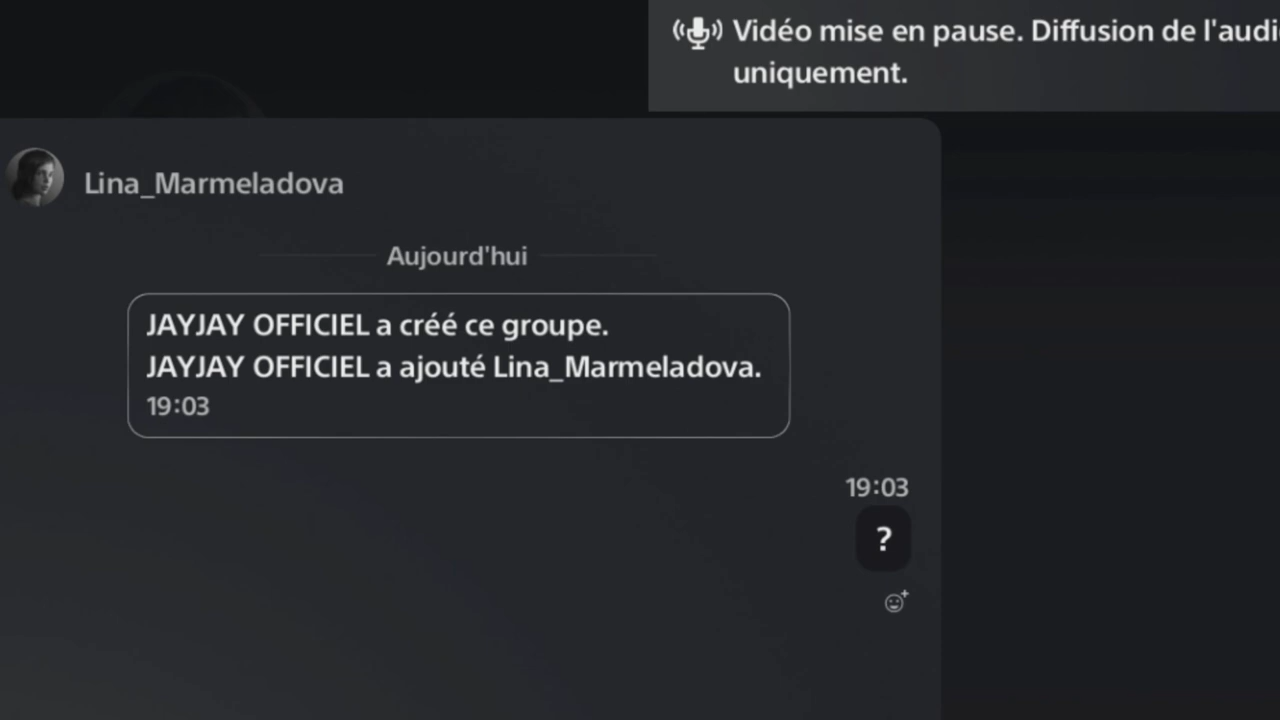 Vidéo mise en pause. Diffusion de l'audi
uniquement.
Lina_Marmeladova
Aujourd'hui
JAYJAY OFFICIEL a créé ce groupe.
JAYJAY OFFICIEL a ajouté Lina_Marmeladova.
19:03
19:03
?